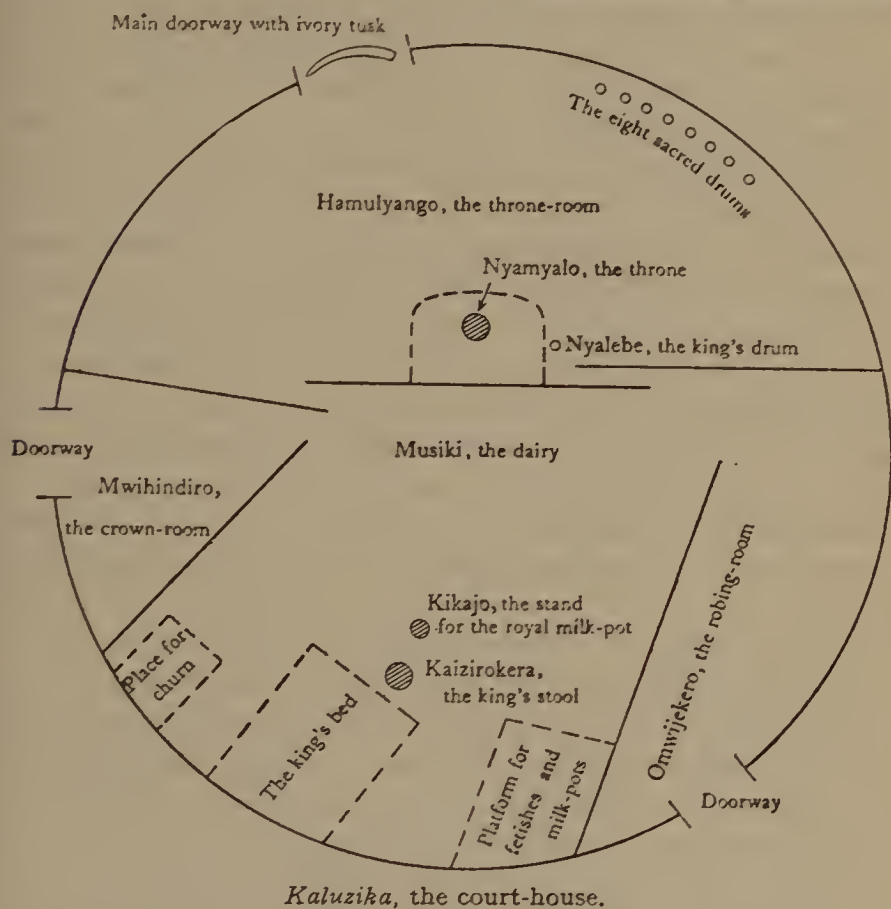 Main doorway with ivory tusk
The eight sacred drums
Hamulyango, the throne-room
Nyamyalo, the throne
Nyalebe, the king's drum
Doorway
Musiki, the dairy
Mwihindiro,
the crown-room
Kikajo, the stand
for the royal milk-pot
Kaizirokera,
the king's stool
Place for
churn
The king's bed
Platform for
fetishes and
milk-pots
Omwijekero, the robing-room
Doorway
Kaluzika, the court-house.